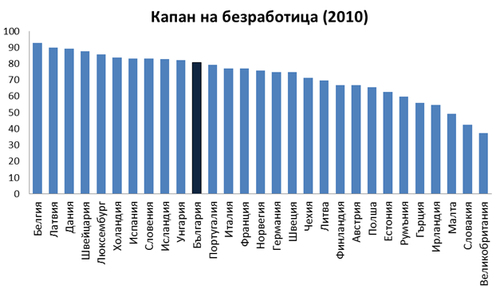 Капан на безработица (2010)
100
90
80
70
60
50
40
30
20
10
0
Белгия
Латвия
Дания
Швейцария
Люксембург
Холандия
Испания
Словения
Исландия
Унгария
България
Португалия
Италия
Франция
Норвегия
Германия
Швеция
Чехия
Литва
Финландия
Австрия
Полша
Естония
Румъния
Гърция
Ирландия
Малта
Словакия
Великобритания